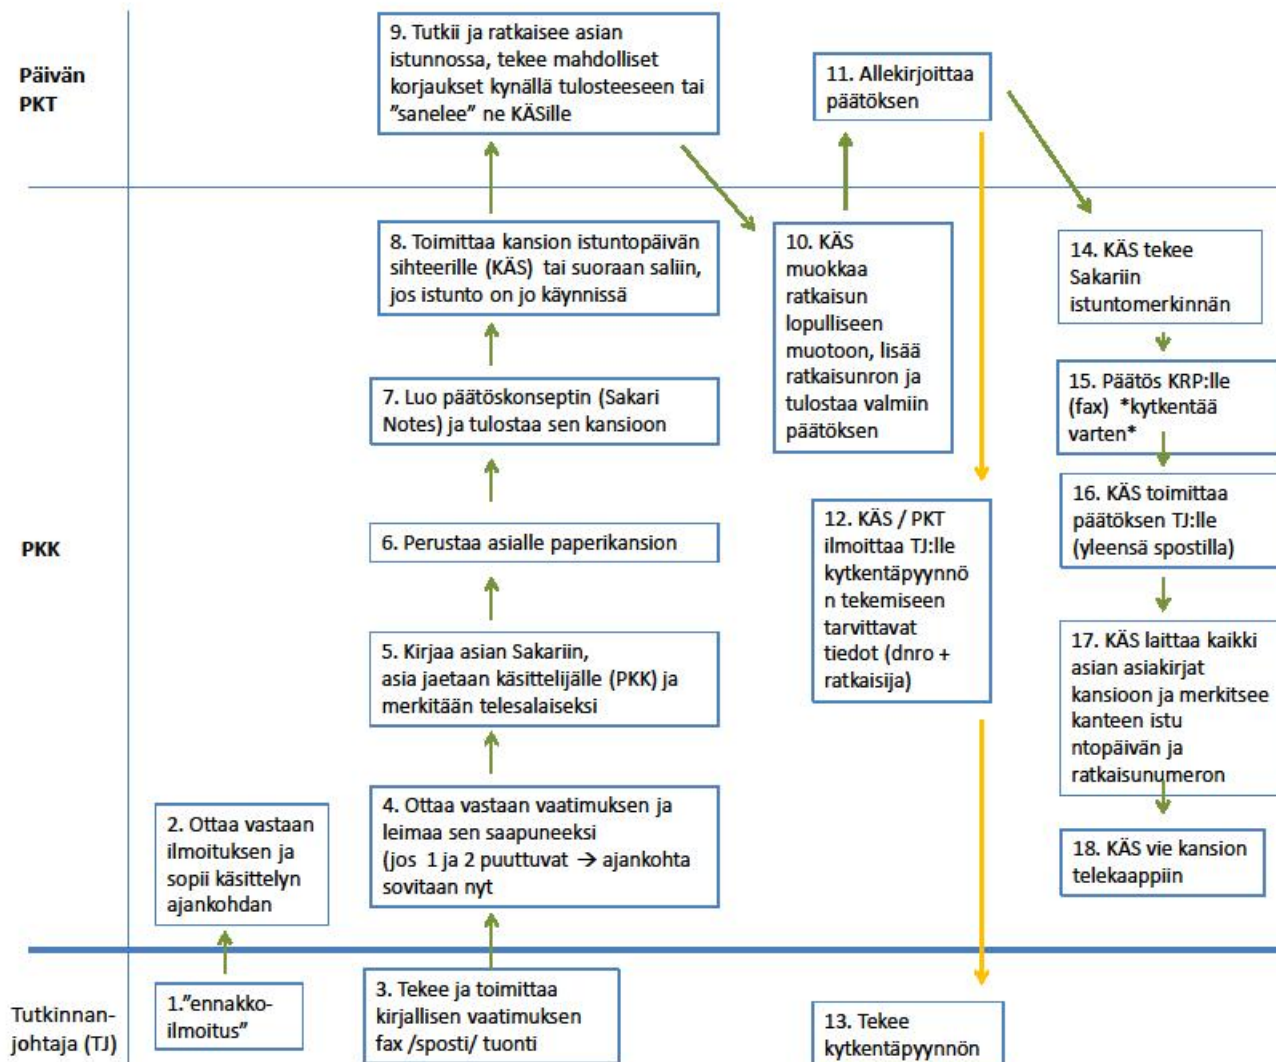 Päivän
PKT
9. Tutkii ja ratkaisee asian
istunnossa, tekee mahdolliset
korjaukset kynällä tulosteeseen tai
”sanelee” ne KÄSille
11. Allekirjoittaa
päätöksen
8. Toimittaa kansion istuntopäivän
sihteerille (KÄS) tai suoraan saliin,
jos istunto on jo käynnissä
10. KÄS
muokkaa
ratkaisun
lopulliseen
muotoon, lisää
ratkaisunron ja
tulostaa valmiin
päätöksen
14. KÄS tekee
Sakariin
istuntomerkinnän
7. Luo päätöskonseptin (Sakari
Notes) ja tulostaa sen kansioon
15. Päätös KRP:lle
(fax) *kytkentää
varten*
PKK
6. Perustaa asialle paperikansion
12. KÄS / PKT
ilmoittaa TJ:lle
kytkentäpyynnö
n tekemiseen
tarvittavat
tiedot (dnro +
ratkaisija)
16. KÄS toimittaa
päätöksen TJ:lle
(yleensä spostilla)
5. Kirjaa asian Sakariin,
asia jaetaan käsittelijälle (PKK) ja
merkitään telesalaiseksi
17. KÄS laittaa kaikki
asian asiakirjat
kansioon ja merkitsee
kanteen istu
ntopäivän ja
ratkaisunumeron
2. Ottaa vastaan
ilmoituksen ja
sopii käsittelyn
ajankohdan
4. Ottaa vastaan vaatimuksen ja
leimaa sen saapuneeksi
(jos 1 ja 2 puuttuvat → ajankohta
sovitaan nyt
18. KÄS vie kansion
telekaappiin
Tutkinnan-
johtaja (TJ)
1.”ennakko-
ilmoitus”
3. Tekee ja toimittaa
kirjallisen vaatimuksen
fax /sposti/ tuonti
13. Tekee
kytkentäpyynnön